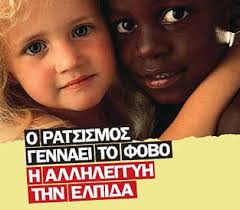 Ο ΡΑΤΣΙΣΜΟΣ
ΓΕΝΝΑΕΙ ΤΟ ΦΟΒΟ
Η ΑΛΛΗΛΕΓΓΥΗ
ΤΗΝ ΕΛΠΙΔΑ